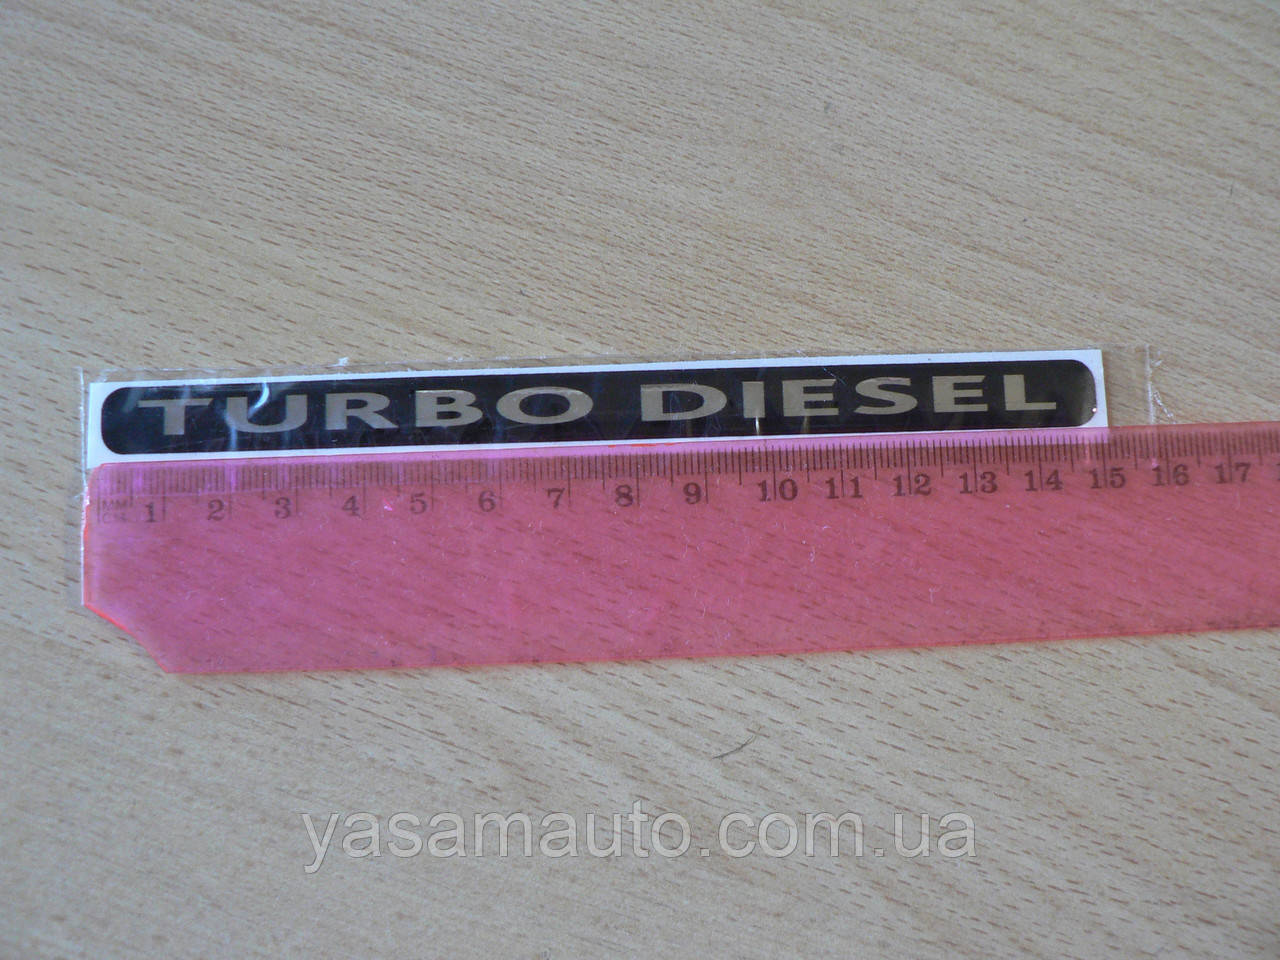 TURBO DIESEL
MM 1 2 3 4 5 6 7 8 9 10 11 12 13 14 15 16 17
CM
yasamauto.com.ua